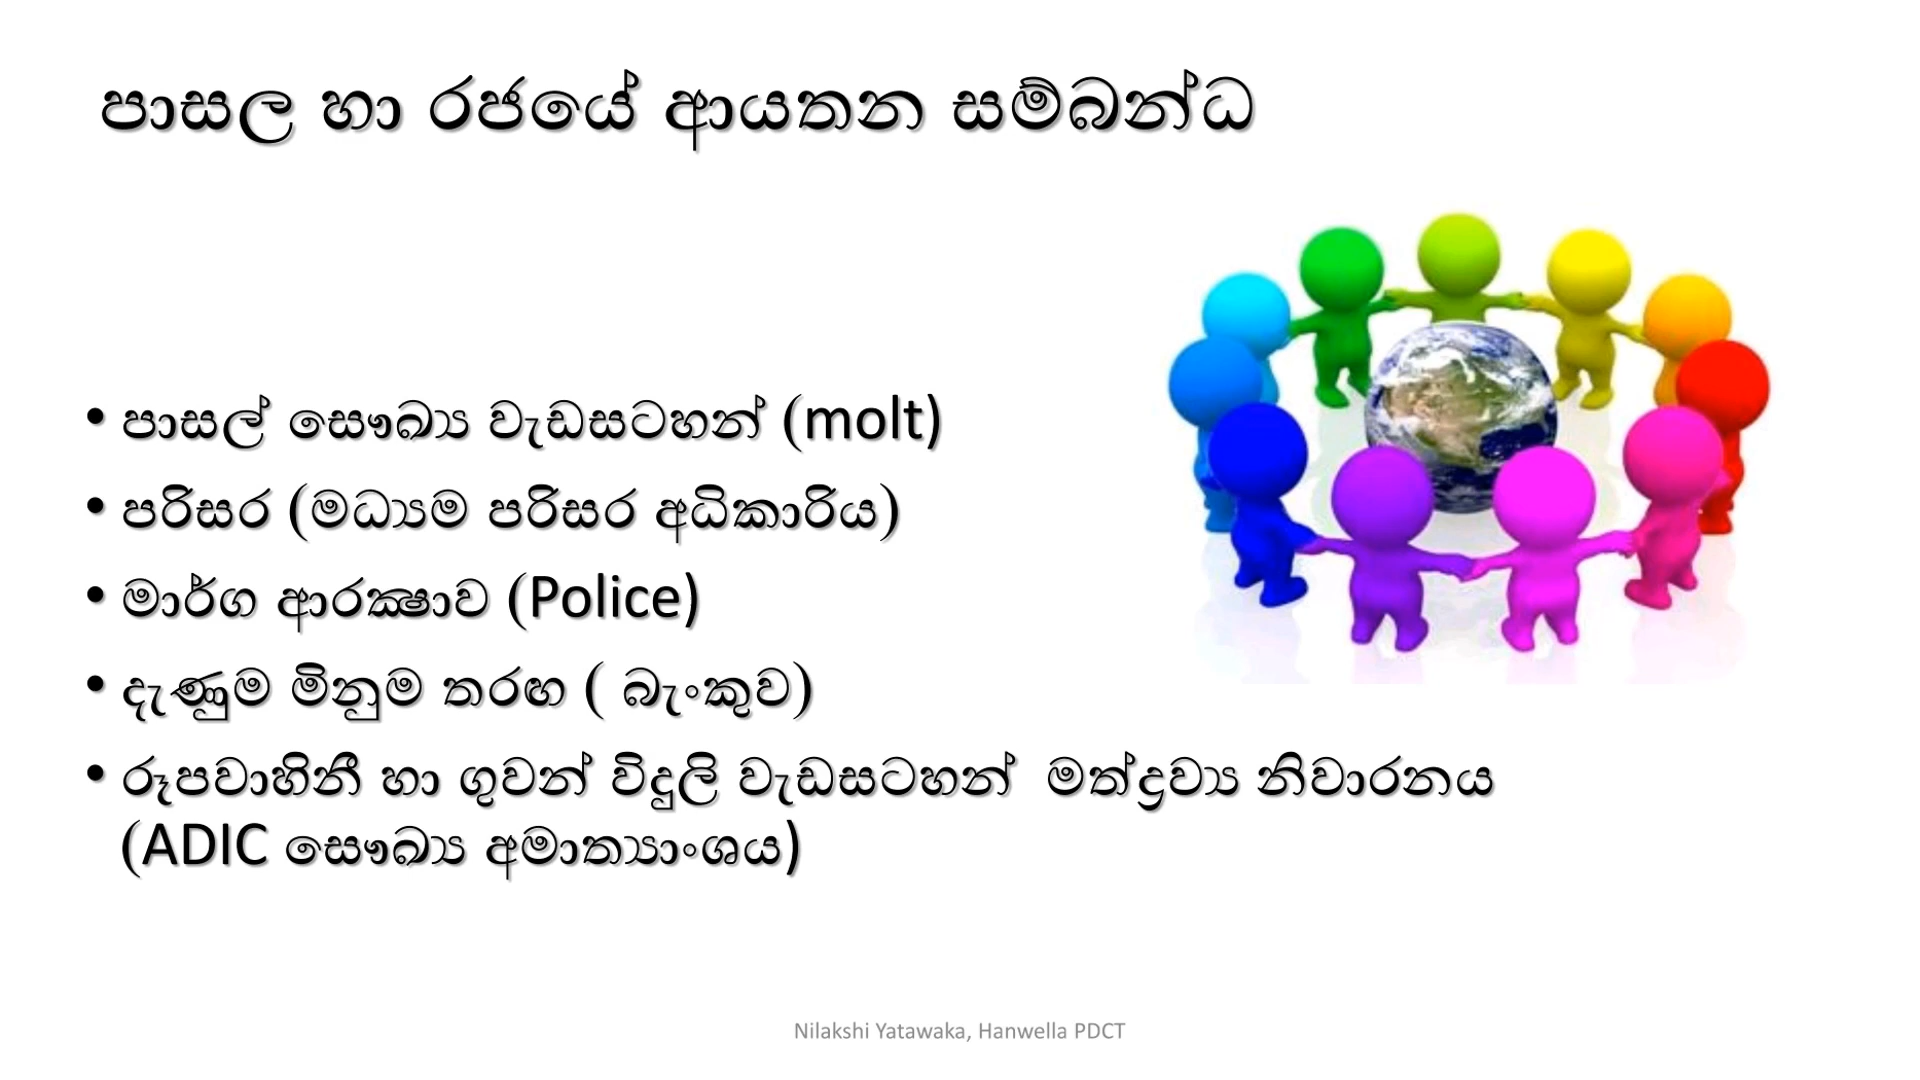 පාසල හා රජයේ ආයතන සම්බන්ධ
• පාසල් සෞඛ්‍ය වැඩසටහන් (molt)
• පරිසර (මධ්‍යම පරිසර අධිකාරිය)
• මාර්ග ආරක්‍ෂාව (Police)
• දැණුම මිනුම තරඟ ( බැංකුව)
• රූපවාහිනී හා ගුවන් විදුලි වැඩසටහන්  මත්ද්‍රව්‍ය නිවාරනය
(ADIC සෞඛ්‍ය අමාත්‍යාංශය)
Nilakshi Yatawaka, Hanwella PDCT